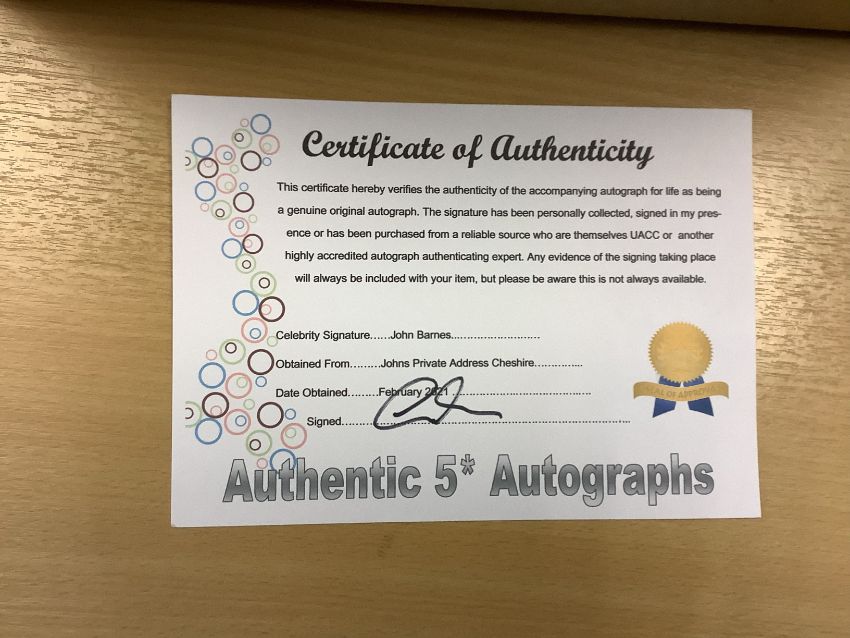 Certificate of Authenticity
This certificate hereby verifies the authenticity of the accompanying autograph for life as being
a genuine original autograph. The signature has been personally collected, signed in my pres-
ence or has been purchased from a reliable source who are themselves UACC or another
highly accredited autograph authenticating expert. Any evidence of the signing taking place
will always be included with your item, but please be aware this is not always available.
Celebrity Signature......John Barnes............................
Obtained From.........Johns Private Address Cheshire...............
Date Obtained.........February 2021..........................................
SEAL OF APPROVAL
Signed..........................................................................................
Authentic 5* Autographs